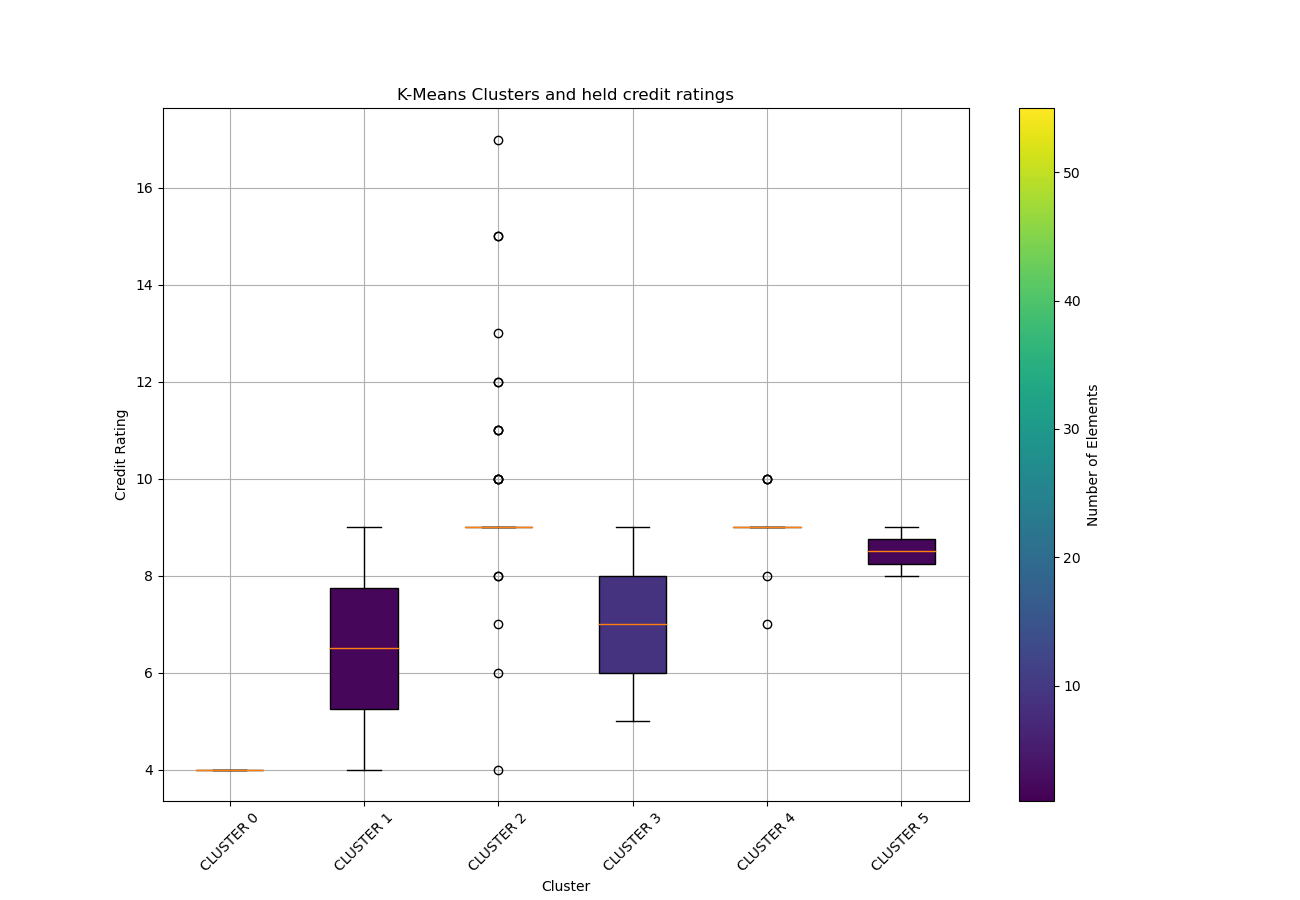 K-Means Clusters and held credit ratings
Credit Rating
16
14
12
10
8
6
4
CLUSTER 0
CLUSTER 1
CLUSTER 2
CLUSTER 3
CLUSTER 4
CLUSTER 5
Cluster
50
40
30
20
10
Number of Elements